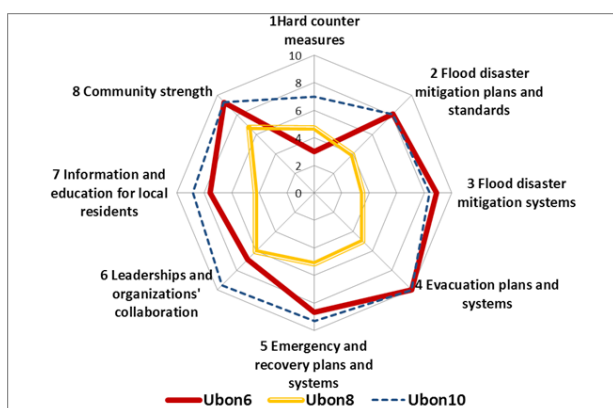 1Hard counter
measures
10
8
6
4
2
0
2 Flood disaster
mitigation plans and
standards
3 Flood disaster
mitigation systems
4 Evacuation plans and
systems
5 Emergency and
recovery plans and
systems
6 Leaderships and
organizations'
collaboration
7 Information and
education for local
residents
8 Community strength
Ubon6
Ubon8
Ubon10